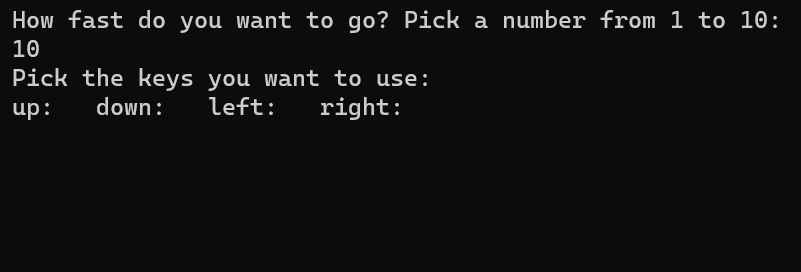 How fast do you want to go? Pick a number from 1 to 10:
10
Pick the keys you want to use:
up:   down:   left:   right: